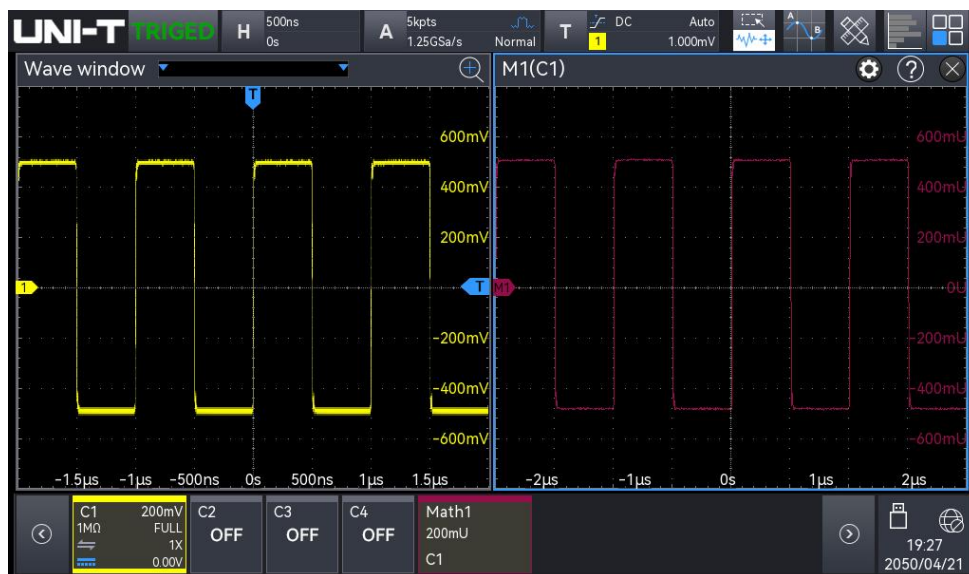 UNI-T TRIGED H 500ns 0s A 5kpts 1.25GSa/s Normal T 1 DC Auto 1.000mV A B
Wave window
M1(C1) ?
T
600mV
400mV
200mV
1 T
-200mV
-400mV
-600mV
-1.5µs -1µs -500ns 0s 500ns 1µs 1.5µs
600mU
400mU
200mU
M1 0U
-200mU
-400mU
-600mU
-2µs -1µs 0s 1µs 2µs
C1 200mV
1MΩ FULL
1X
0.00V
C2
OFF
C3
OFF
C4
OFF
Math1
200mU
C1
19:27
2050/04/21